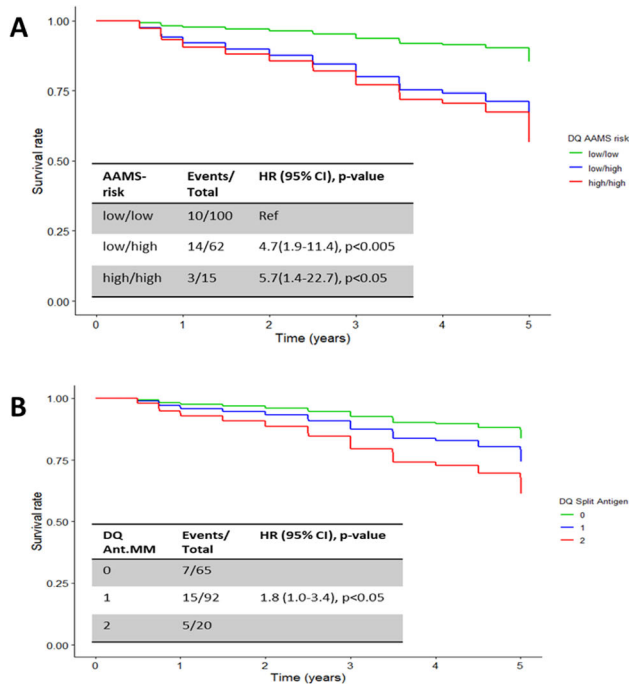 A
1.00
0.75
0.50
0.25
0.00
Survival rate
AAMS-risk Events/Total HR (95% CI), p-value
low/low 10/100 Ref
low/high 14/62 4.7(1.9-11.4), p<0.005
high/high 3/15 5.7(1.4-22.7), p<0.05
DQ AAMS risk
low/low
low/high
high/high
0 1 2 3 4 5
Time (years)
B
1.00
0.75
0.50
0.25
0.00
Survival rate
DQ Ant.MM Events/Total HR (95% CI), p-value
0 7/65
1 15/92 1.8 (1.0-3.4), p<0.05
2 5/20
DQ Split Antigen
0
1
2
0 1 2 3 4 5
Time (years)